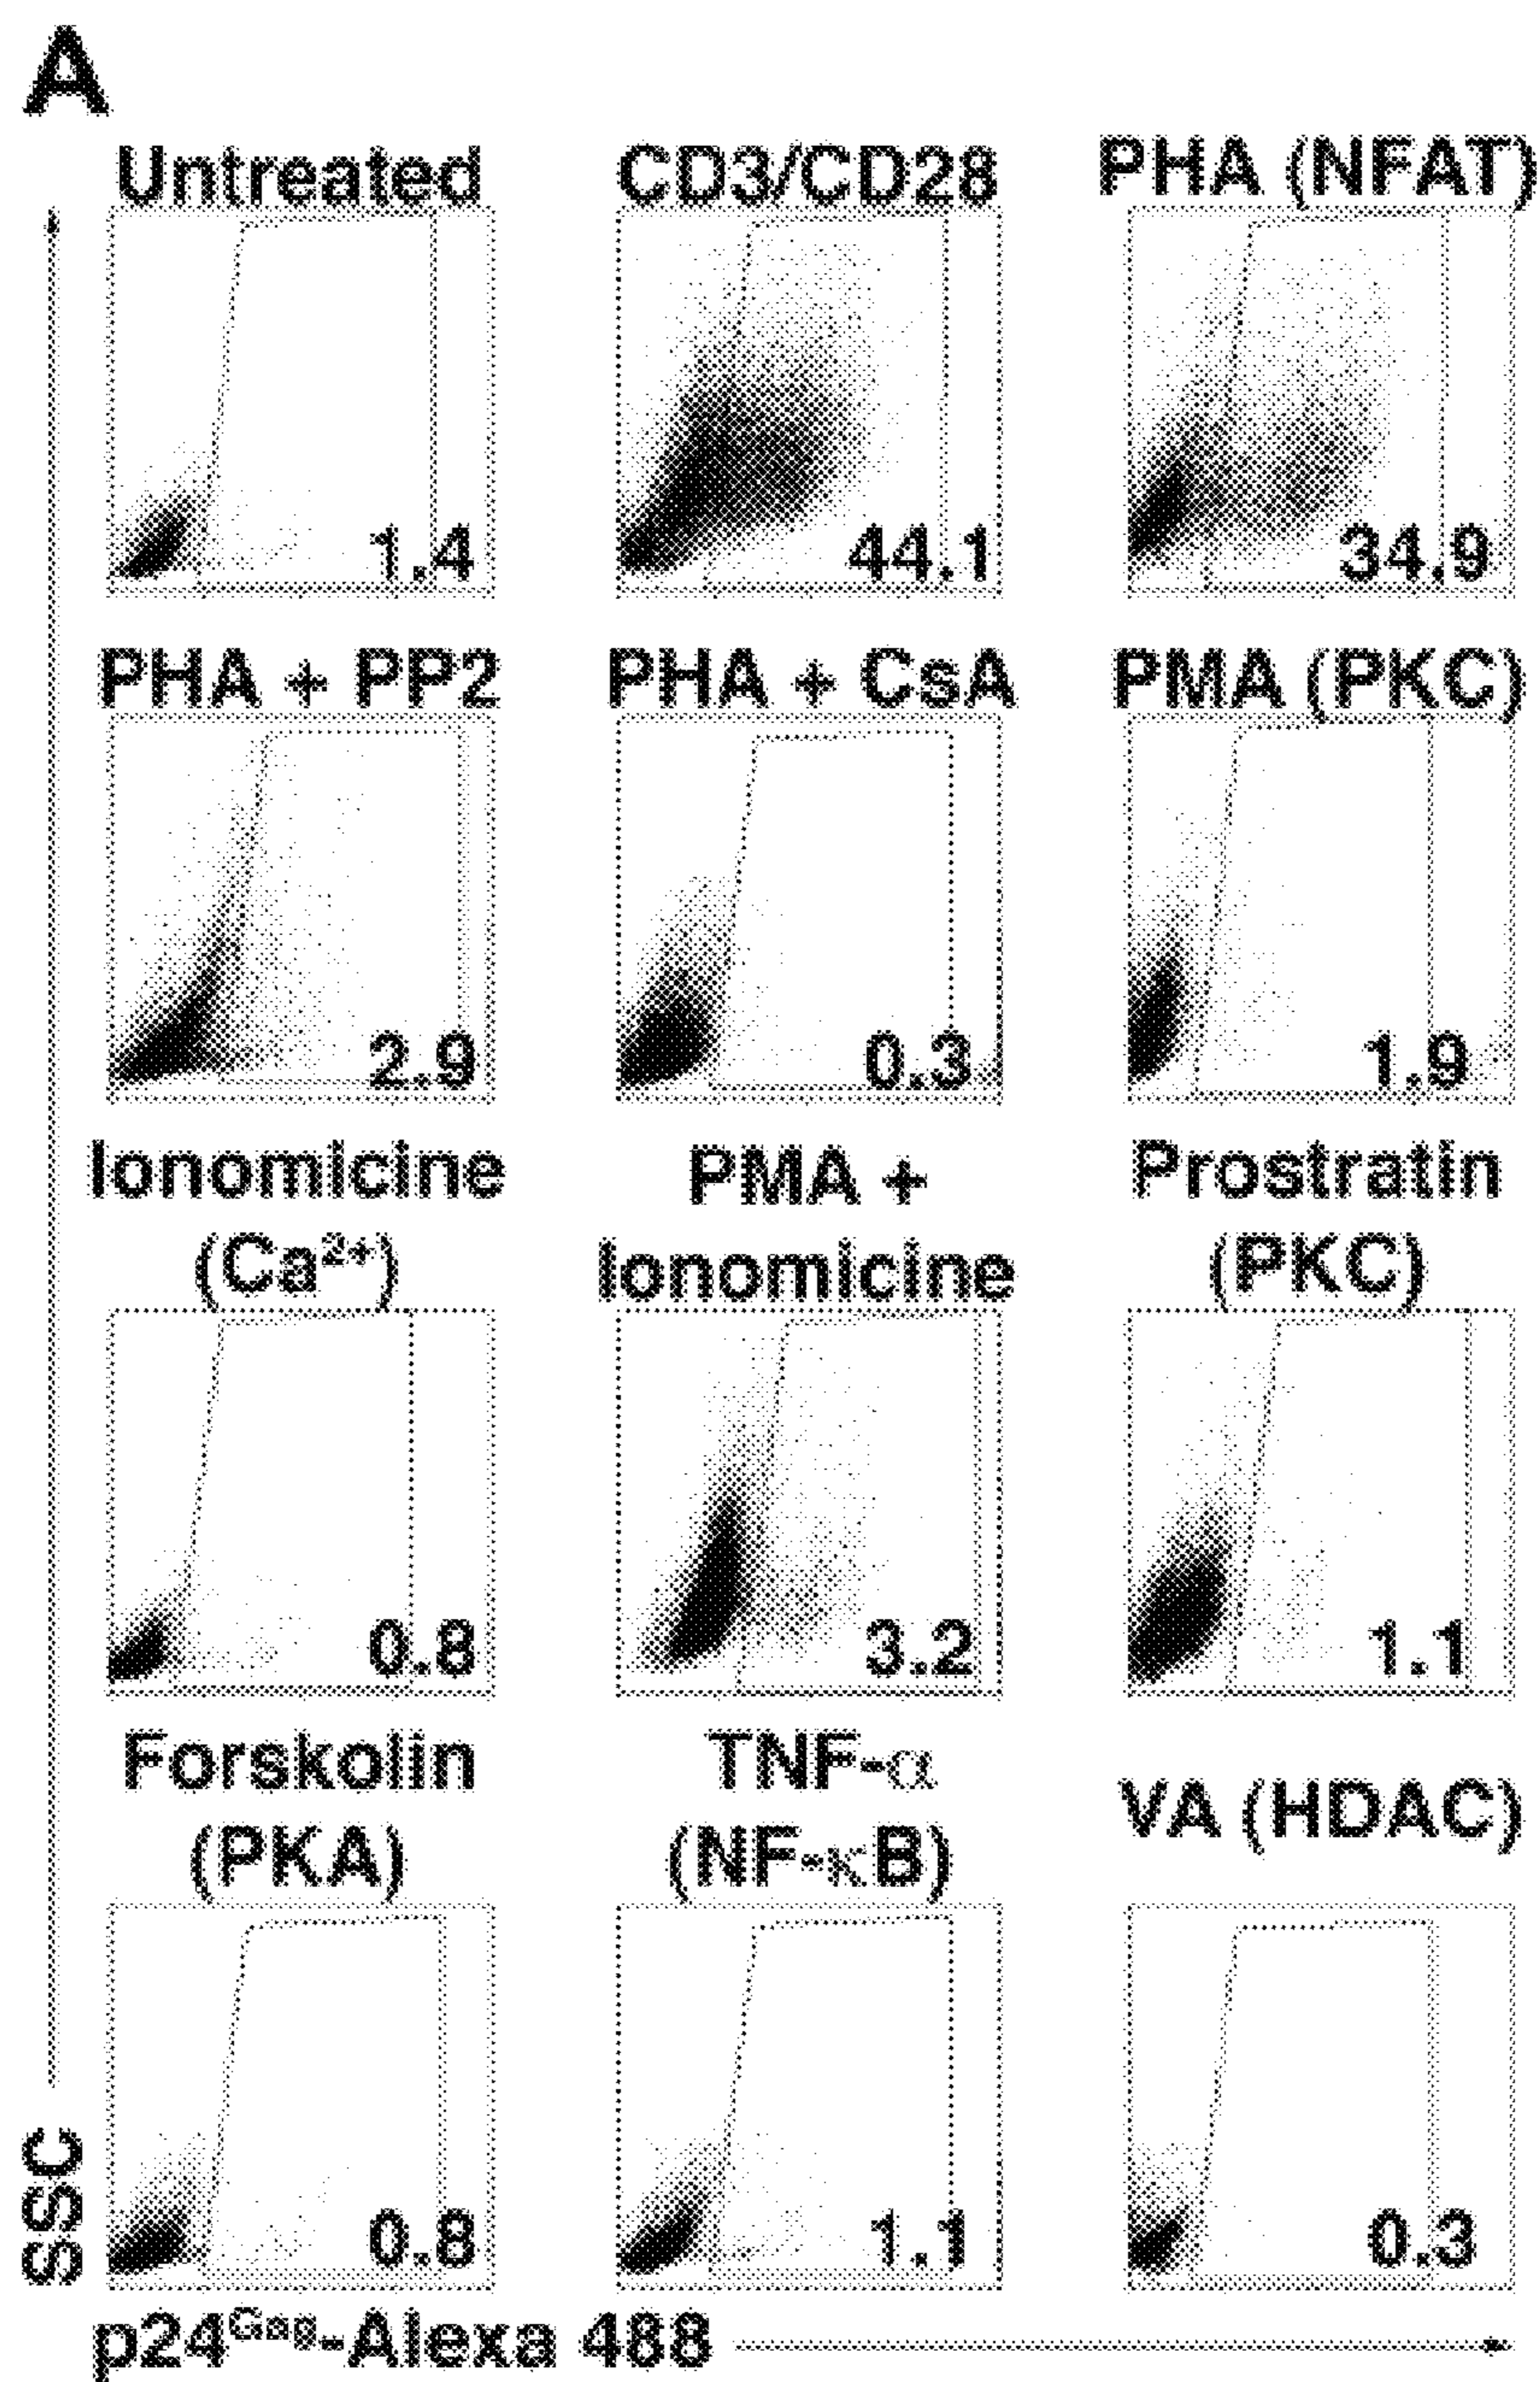 A
Untreated
CD3/CD28
PHA (NFAT)
1.4
44.1
34.9
PHA + PP2
PHA + CsA
PMA (PKC)
2.9
0.3
1.9
Ionomicine
(Ca²⁺)
PMA +
Ionomicine
Prostratin
(PKC)
0.8
3.2
1.1
Forskolin
(PKA)
TNF-α
(NF-κB)
VA (HDAC)
0.8
1.1
0.3
SSC
p24ᴳᵃᵍ-Alexa 488